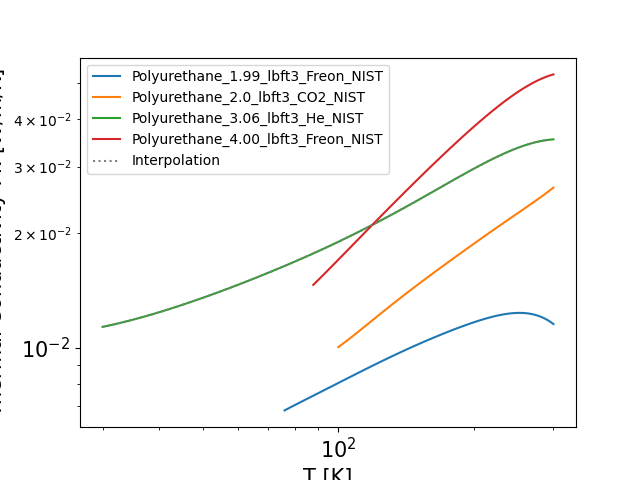 Polyurethane_1.99_lbft3_Freon_NIST
Polyurethane_2.0_lbft3_CO2_NIST
Polyurethane_3.06_lbft3_He_NIST
Polyurethane_4.00_lbft3_Freon_NIST
Interpolation
4 × 10⁻²
3 × 10⁻²
2 × 10⁻²
10⁻²
10²
T [K]